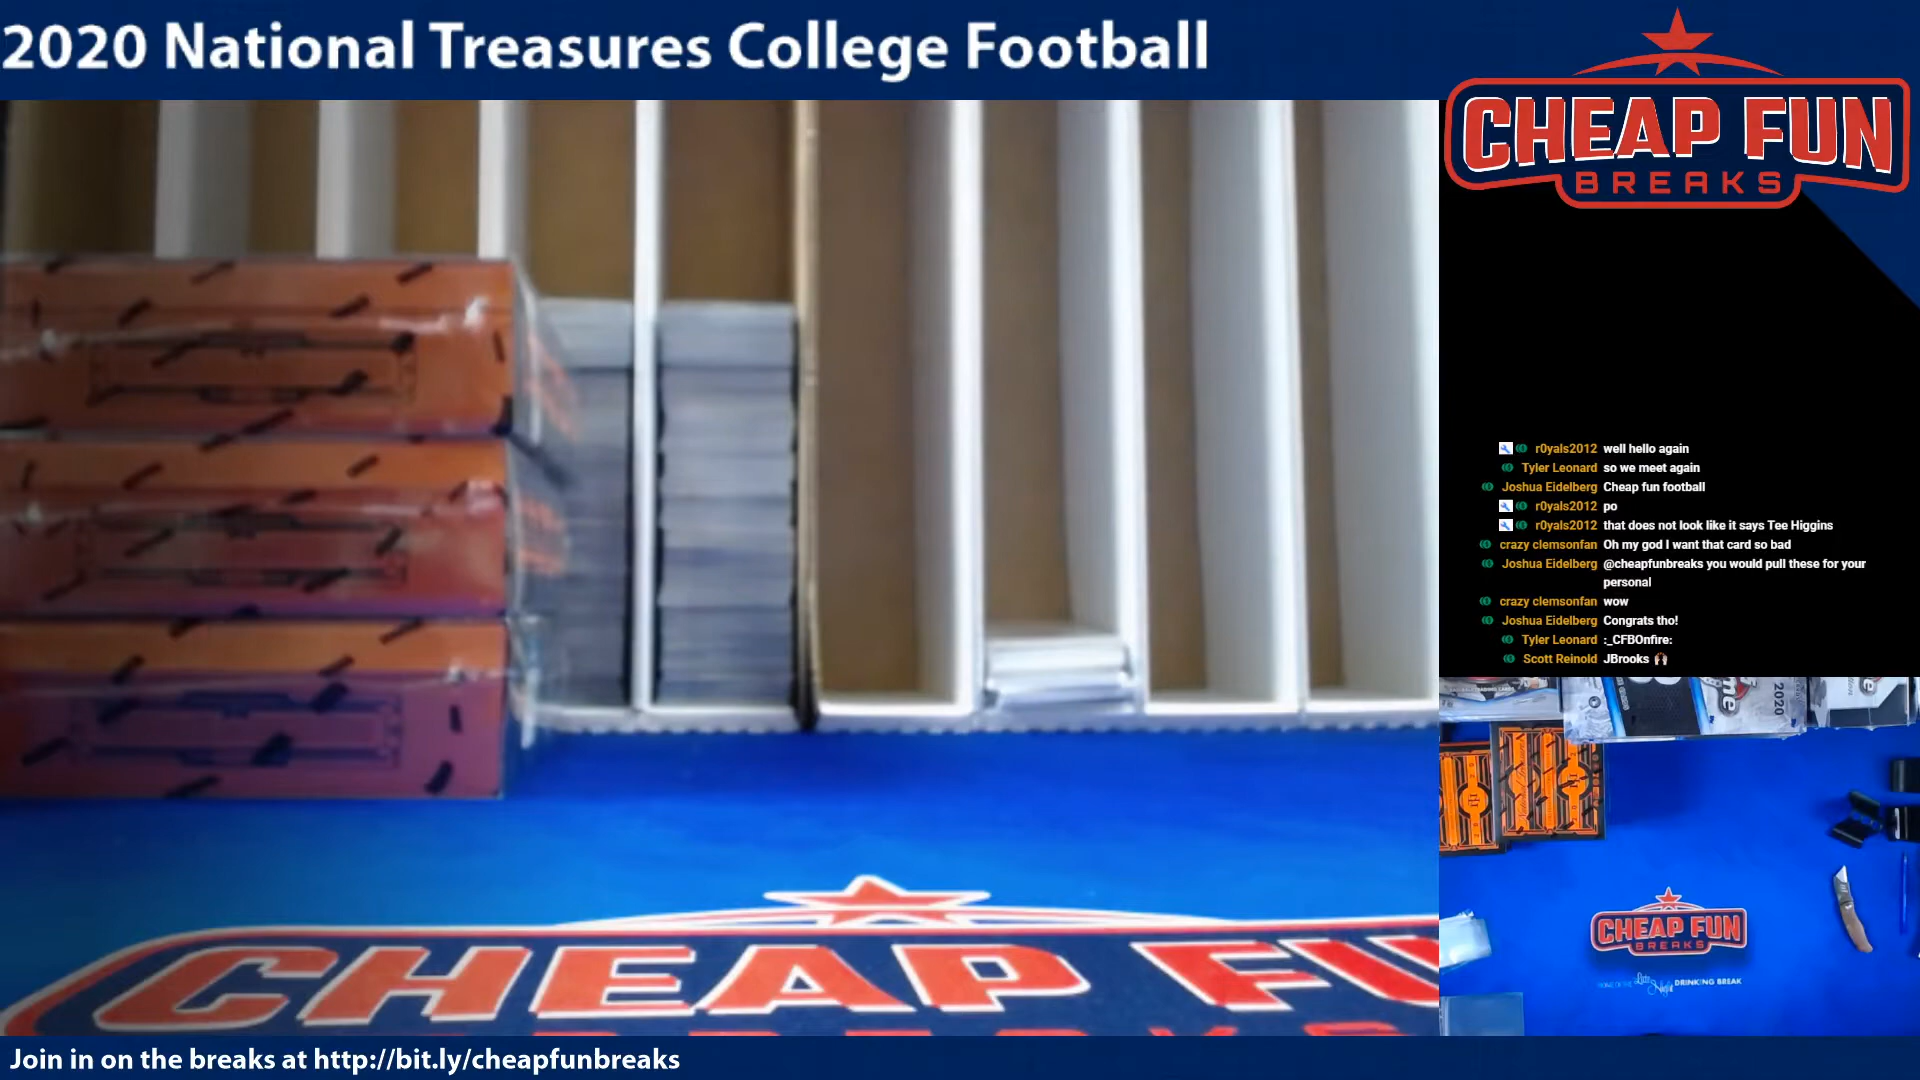 2020 National Treasures College Football
CHEAP FUN
BREAKS
r0yals2012 well hello again
Tyler Leonard so we meet again
Joshua Eidelberg Cheap fun football
r0yals2012 po
r0yals2012 that does not look like it says Tee Higgins
crazy clemsonfan Oh my god I want that card so bad
Joshua Eidelberg @cheapfunbreaks you would pull these for your
personal
crazy clemsonfan wow
Joshua Eidelberg Congrats tho!
Tyler Leonard :_CFBOnfire:
Scott Reinold JBrooks 🙌🏻
2020
CHEAP FUN
BREAKS
Late Night DRINKING BREAK
CHEAP FU
Join in on the breaks at http://bit.ly/cheapfunbreaks